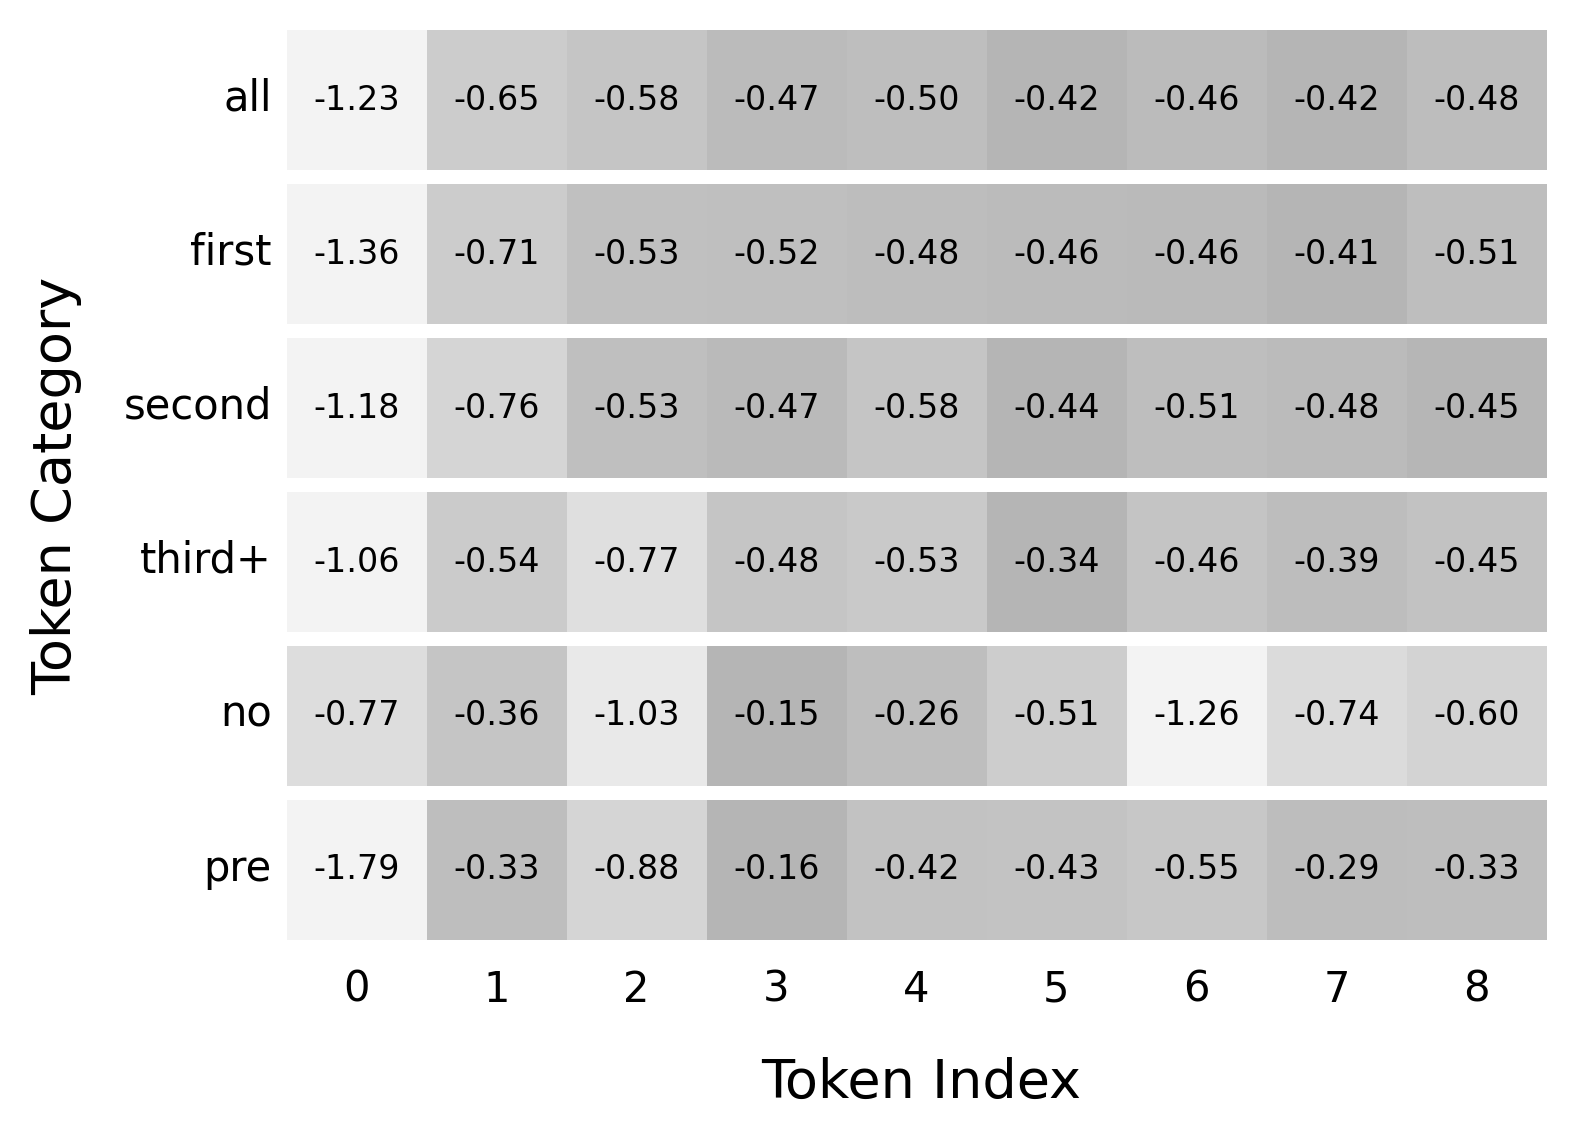 all -1.23 -0.65 -0.58 -0.47 -0.50 -0.42 -0.46 -0.42 -0.48
first -1.36 -0.71 -0.53 -0.52 -0.48 -0.46 -0.46 -0.41 -0.51
second -1.18 -0.76 -0.53 -0.47 -0.58 -0.44 -0.51 -0.48 -0.45
third+ -1.06 -0.54 -0.77 -0.48 -0.53 -0.34 -0.46 -0.39 -0.45
no -0.77 -0.36 -1.03 -0.15 -0.26 -0.51 -1.26 -0.74 -0.60
pre -1.79 -0.33 -0.88 -0.16 -0.42 -0.43 -0.55 -0.29 -0.33
0 1 2 3 4 5 6 7 8
Token Index
Token Category